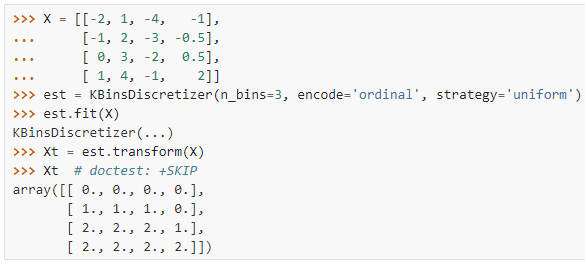 >>> X = [[-2, 1, -4,   -1],
...      [-1, 2, -3, -0.5],
...      [ 0, 3, -2,  0.5],
...      [ 1, 4, -1,    2]]
>>> est = KBinsDiscretizer(n_bins=3, encode='ordinal', strategy='uniform')
>>> est.fit(X)
KBinsDiscretizer(...)
>>> Xt = est.transform(X)
>>> Xt  # doctest: +SKIP
array([[ 0., 0., 0., 0.],
       [ 1., 1., 1., 0.],
       [ 2., 2., 2., 1.],
       [ 2., 2., 2., 2.]])